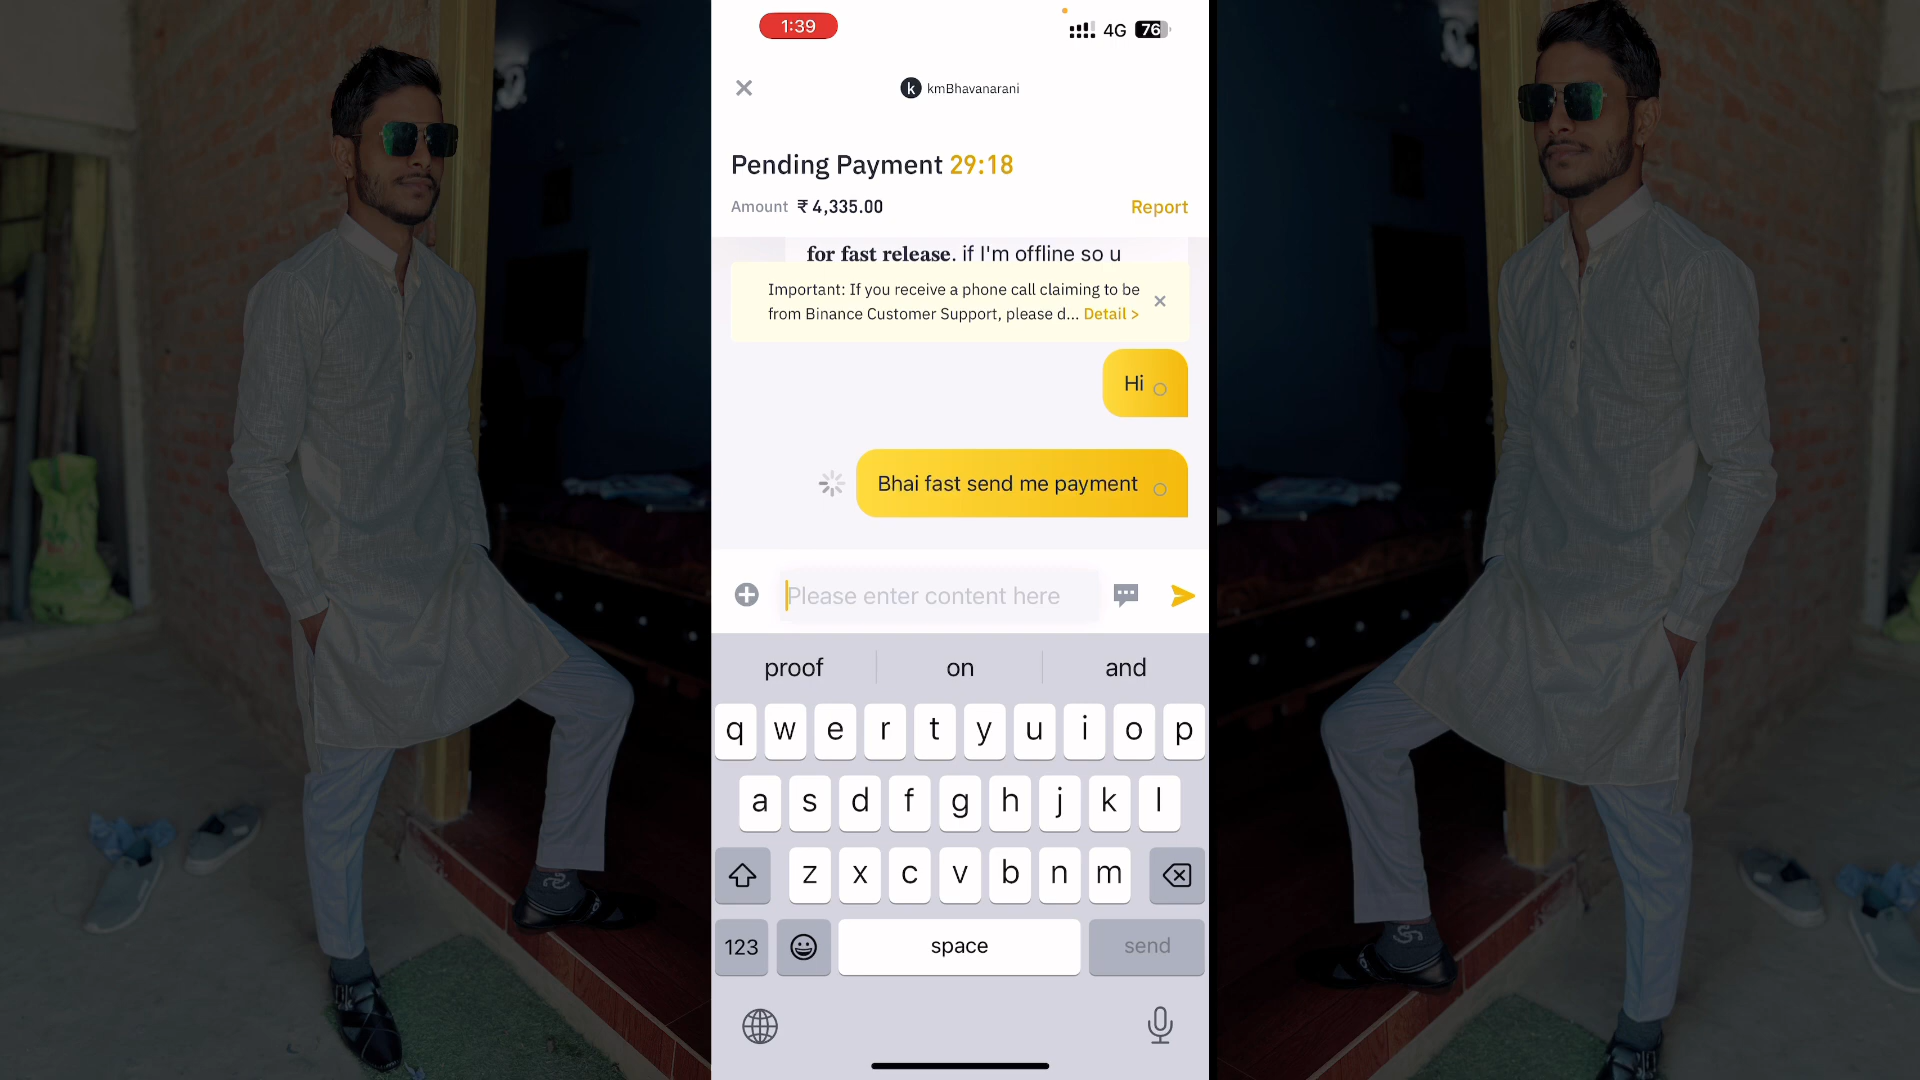 1:39
4G 76
k kmBhavanarani
Pending Payment 29:18
Amount ₹ 4,335.00 Report
for fast release. if I'm offline so u
Important: If you receive a phone call claiming to be
from Binance Customer Support, please d... Detail >
Hi
Bhai fast send me payment
Please enter content here
proof on and
q w e r t y u i o p
a s d f g h j k l
z x c v b n m
123 space send